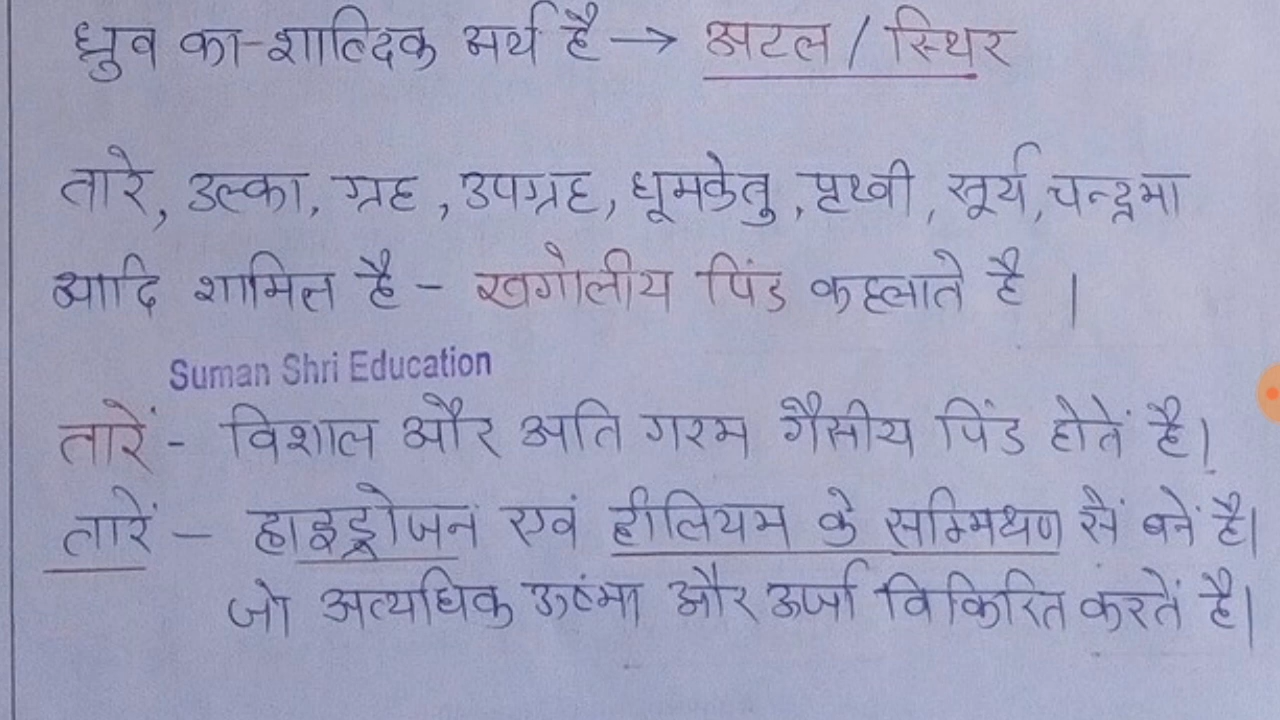 ध्रुव का शाब्दिक अर्थ है → अटल / स्थिर
तारे, उल्का, ग्रह, उपग्रह, धूमकेतु, पृथ्वी, सूर्य, चन्द्रमा
आदि शामिल है - खगोलीय पिंड कहलाते है ।
Suman Shri Education
तारें - विशाल और अति गरम गैसीय पिंड होतें है।
तारें - हाइड्रोजन एवं हीलियम के सम्मिश्रण सें बनें है।
जो अत्यधिक ऊष्मा और ऊर्जा विकिरित करतें है।